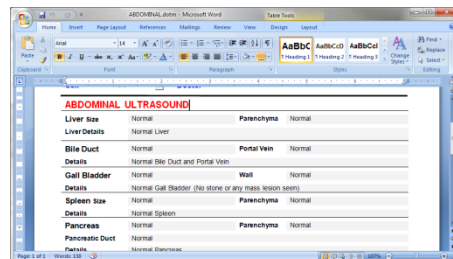 ABDOMINAL.dotm - Microsoft Word
Table Tools
Home Insert Page Layout References Mailings Review View Design Layout
Paste
Arial
14
AaBbC AaBbCcD AaBbCcI
Heading 1 Heading 2 Heading 3
Change Styles
Find
Replace
Select
Clipboard Font Paragraph Styles Editing
ABDOMINAL ULTRASOUND
Liver Size Normal Parenchyma Normal
Liver Details Normal Liver
Bile Duct Normal Portal Vein Normal
Details Normal Bile Duct and Portal Vein
Gall Bladder Normal Wall Normal
Details Normal Gall Bladder (No stone or any mass lesion seen)
Spleen Size Normal Parenchyma Normal
Details Normal Spleen
Pancreas Normal Parenchyma Normal
Pancreatic Duct Normal
Details Normal Pancreas
Page: 1 of 1 Words: 138